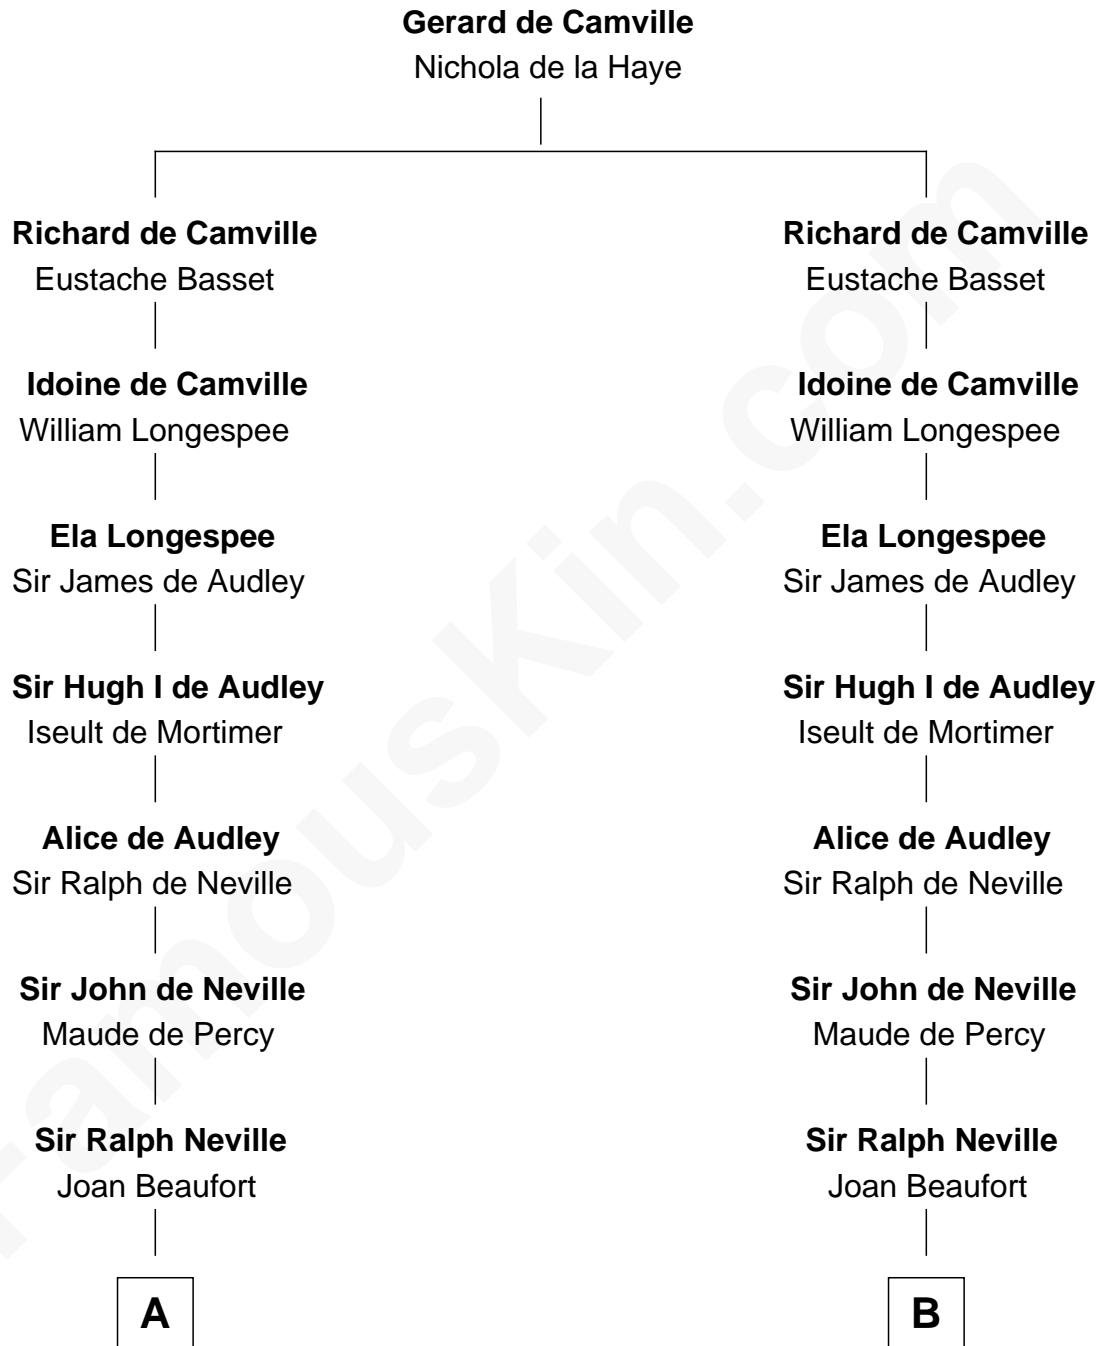 Gerard de Camville
Nichola de la Haye
Richard de Camville Richard de Camville
Eustache Basset Eustache Basset
Idoine de Camville Idoine de Camville
William Longespee William Longespee
Ela Longespee Ela Longespee
Sir James de Audley Sir James de Audley
Sir Hugh I de Audley Sir Hugh I de Audley
Iseult de Mortimer Iseult de Mortimer
Alice de Audley Alice de Audley
Sir Ralph de Neville Sir Ralph de Neville
Sir John de Neville Sir John de Neville
Maude de Percy Maude de Percy
Sir Ralph Neville Sir Ralph Neville
Joan Beaufort Joan Beaufort
A B
FamousKin.com